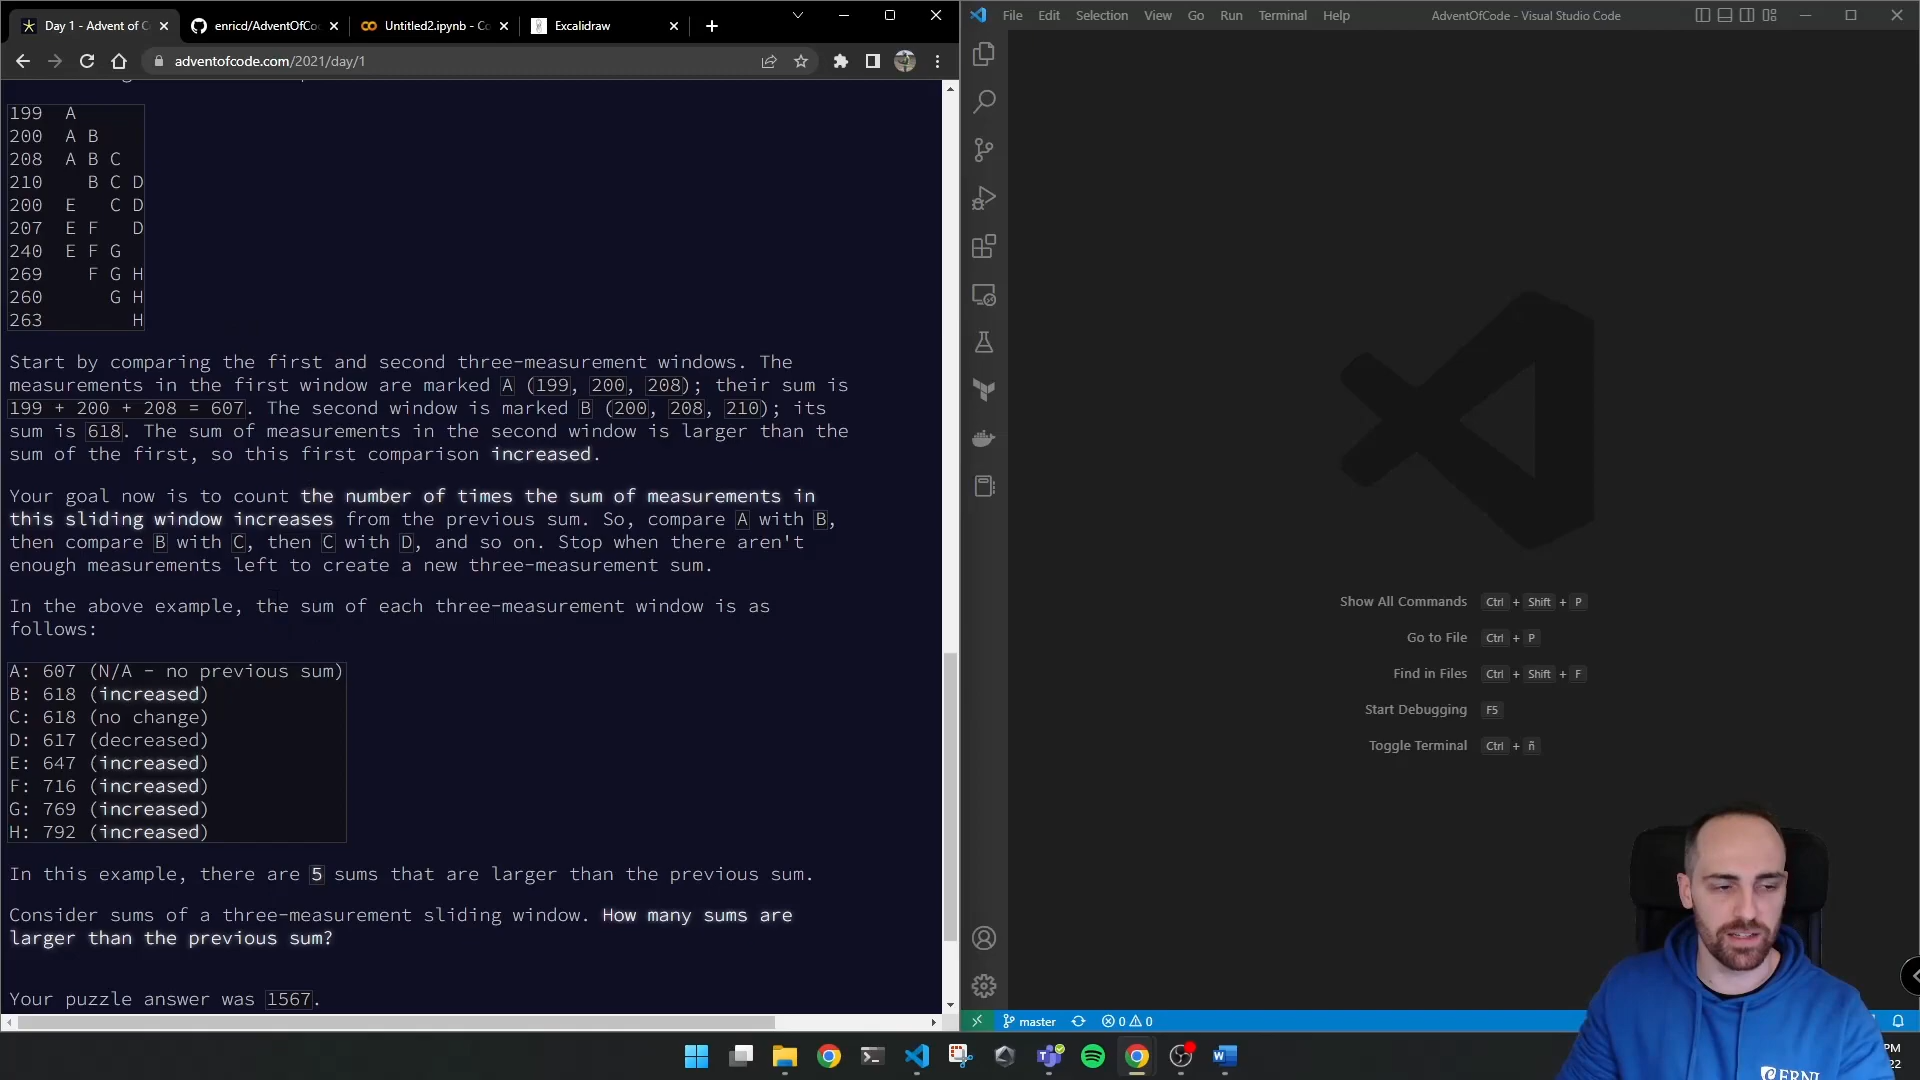 Day 1 - Advent of C
enricd/AdventOfCo
Untitled2.ipynb - Co
Excalidraw
adventofcode.com/2021/day/1
199 A
200 A B
208 A B C
210 B C D
200 E C D
207 E F D
240 E F G
269 F G H
260 G H
263 H
Start by comparing the first and second three-measurement windows. The
measurements in the first window are marked A (199, 200, 208); their sum is
199 + 200 + 208 = 607. The second window is marked B (200, 208, 210); its
sum is 618. The sum of measurements in the second window is larger than the
sum of the first, so this first comparison increased.
Your goal now is to count the number of times the sum of measurements in
this sliding window increases from the previous sum. So, compare A with B,
then compare B with C, then C with D, and so on. Stop when there aren't
enough measurements left to create a new three-measurement sum.
In the above example, the sum of each three-measurement window is as
follows:
A: 607 (N/A - no previous sum)
B: 618 (increased)
C: 618 (no change)
D: 617 (decreased)
E: 647 (increased)
F: 716 (increased)
G: 769 (increased)
H: 792 (increased)
In this example, there are 5 sums that are larger than the previous sum.
Consider sums of a three-measurement sliding window. How many sums are
larger than the previous sum?
Your puzzle answer was 1567.
File Edit Selection View Go Run Terminal Help
AdventOfCode - Visual Studio Code
Show All Commands Ctrl + Shift + P
Go to File Ctrl + P
Find in Files Ctrl + Shift + F
Start Debugging F5
Toggle Terminal Ctrl + ñ
master 0 0
ERNI
PM
22